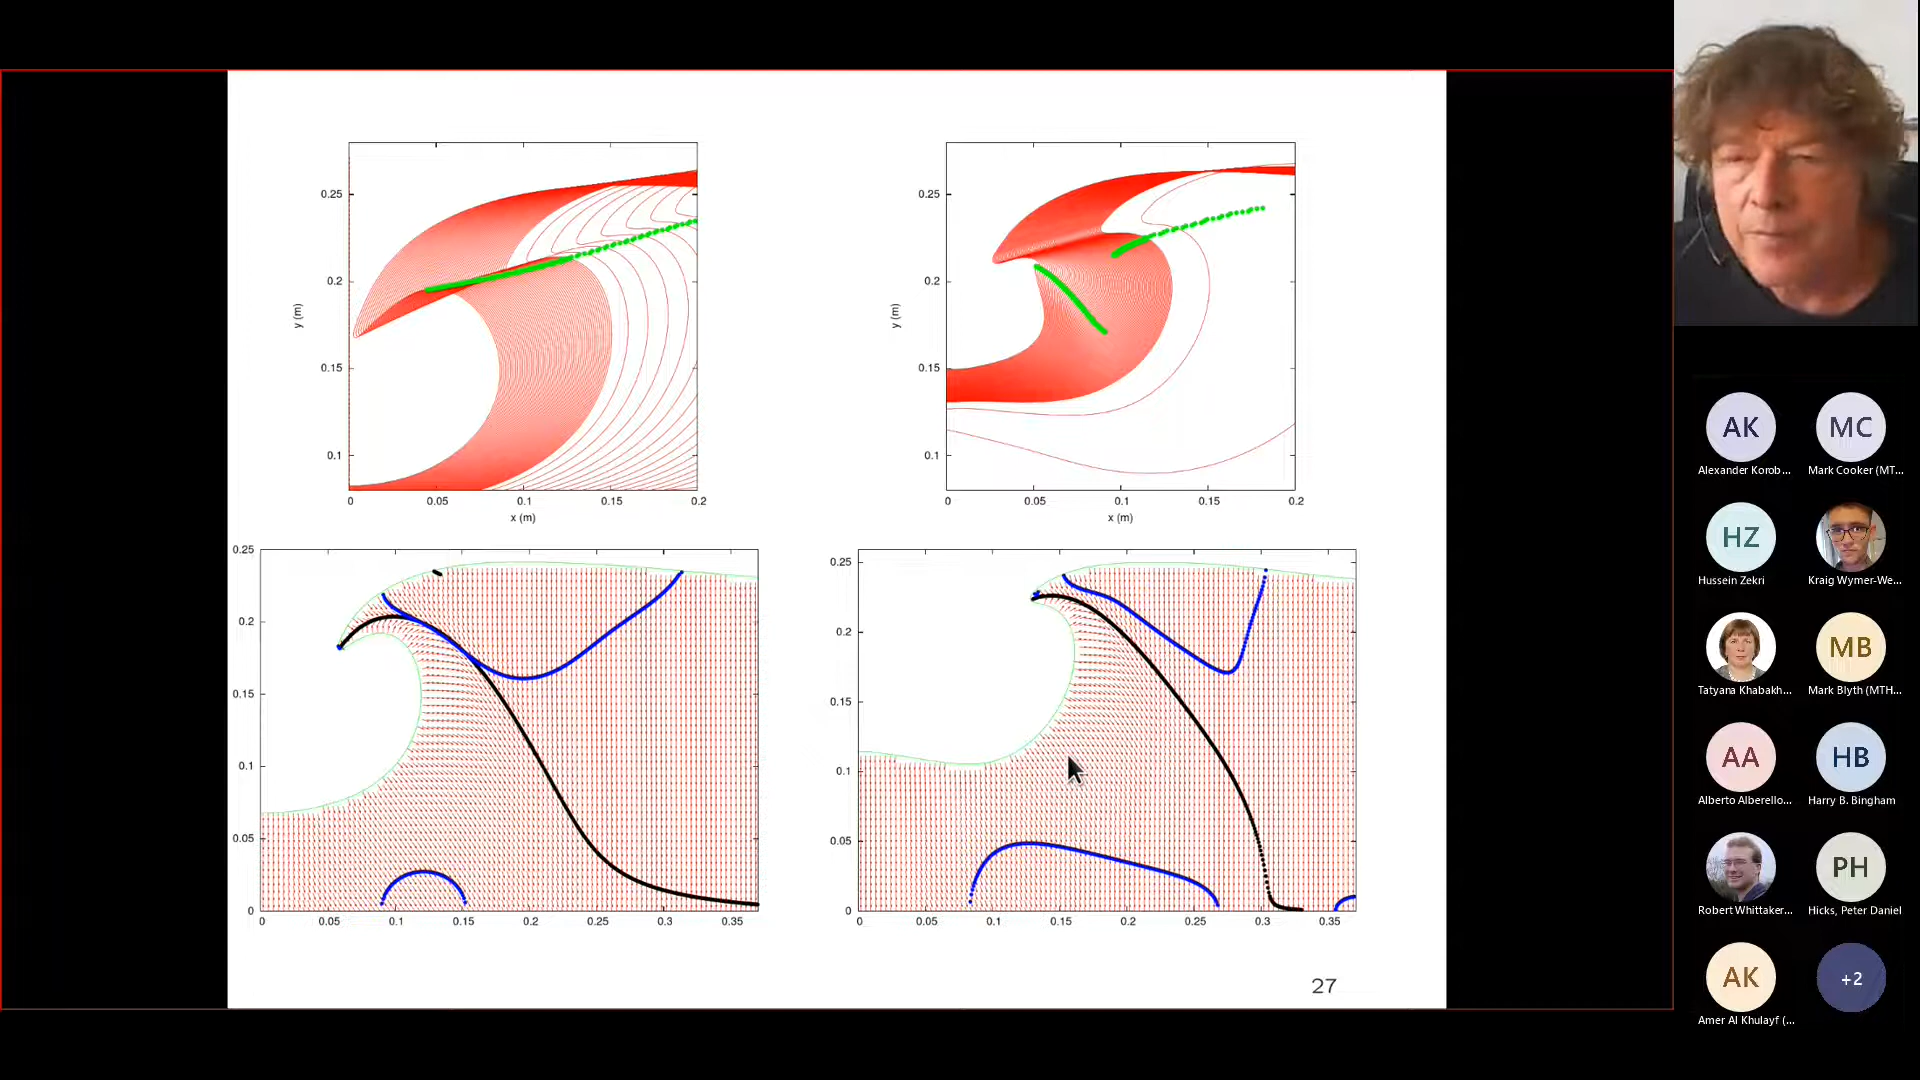 0.25
0.2
0.15
0.1
y (m)
0
0.05
0.1
0.15
0.2
x (m)
0.25
0.2
0.15
0.1
y (m)
0
0.05
0.1
0.15
0.2
x (m)
0.25
0.2
0.15
0.1
0.05
0
0
0.05
0.1
0.15
0.2
0.25
0.3
0.35
0.25
0.2
0.15
0.1
0.05
0
0
0.05
0.1
0.15
0.2
0.25
0.3
0.35
27
AK
Alexander Korob...
MC
Mark Cooker (MT...
HZ
Hussein Zekri
Kraig Wymer-We...
Tatyana Khabakh...
MB
Mark Blyth (MTH...
AA
Alberto Alberello...
HB
Harry B. Bingham
Robert Whittaker...
PH
Hicks, Peter Daniel
AK
Amer Al Khulayf (...
+2